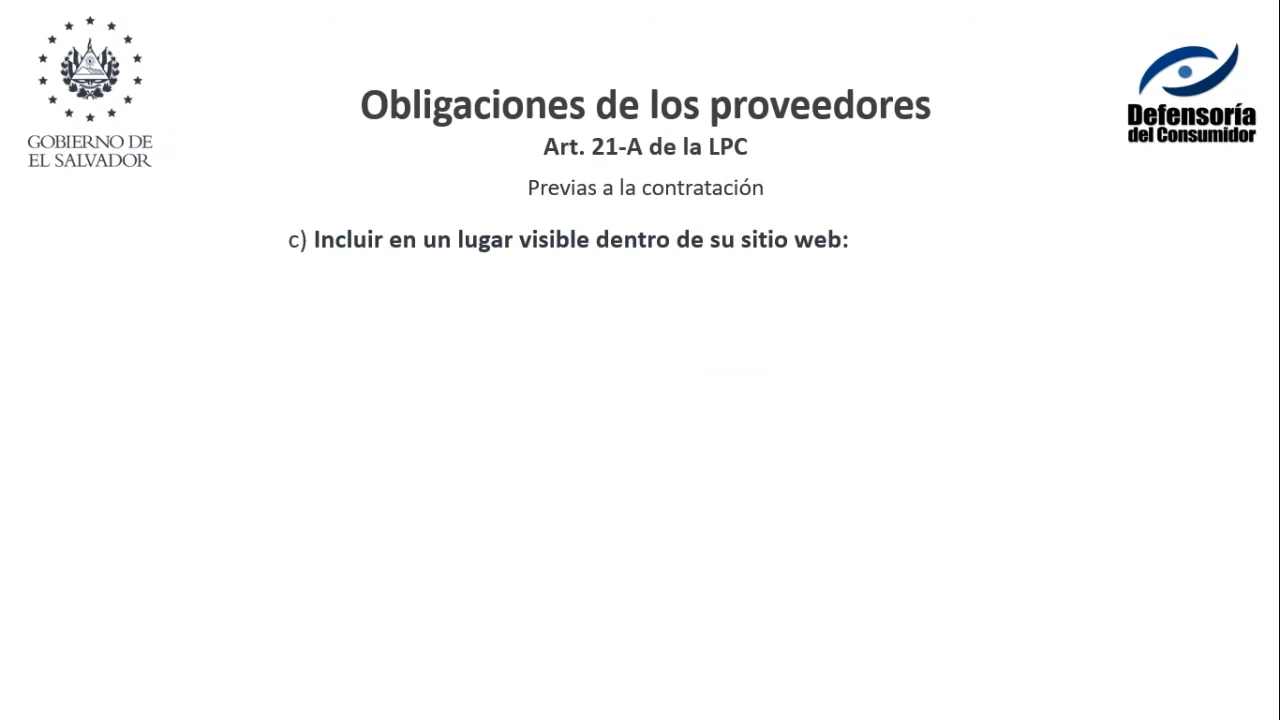 GOBIERNO DE
EL SALVADOR
Defensoría
del Consumidor
Obligaciones de los proveedores
Art. 21-A de la LPC
Previas a la contratación
c) Incluir en un lugar visible dentro de su sitio web: